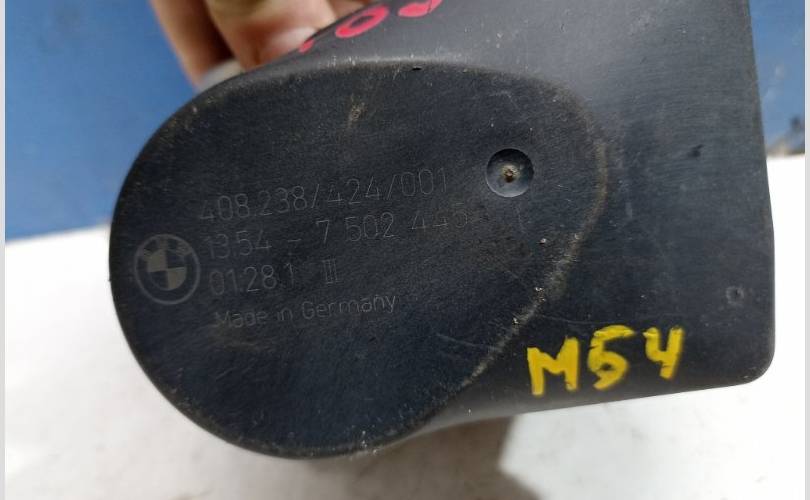 408.238/424/001
13.54 - 7 502 445
01.28.1 III
Made in Germany
M54